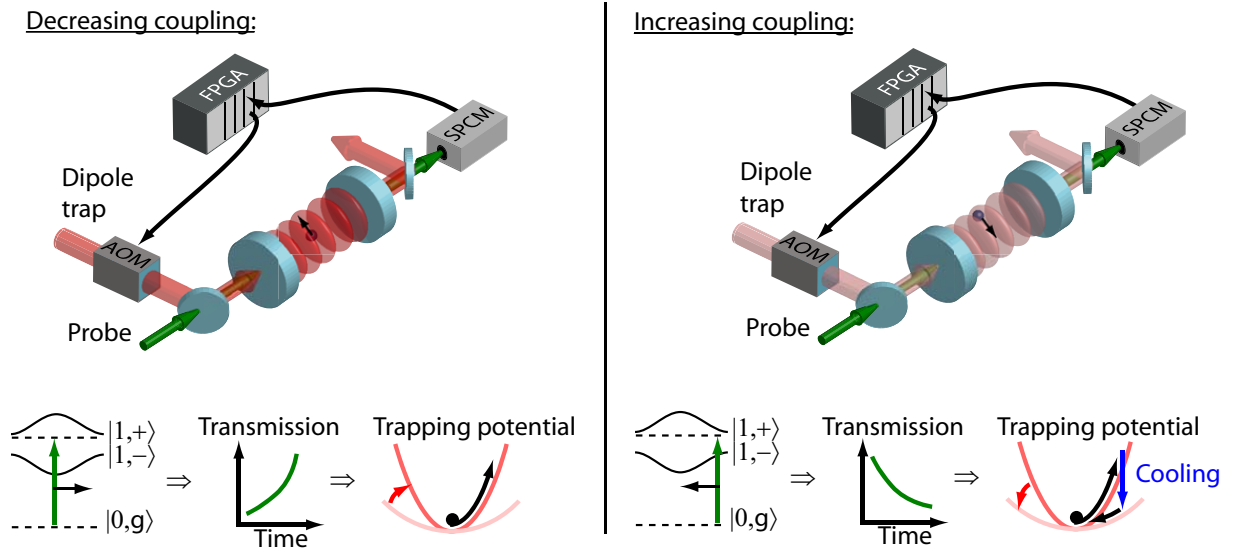 Decreasing coupling:
FPGA
SPCM
Dipole
trap
AOM
Probe
|1,+⟩
|1,−⟩
|0,g⟩
⇒
Transmission
Time
⇒
Trapping potential
Increasing coupling:
FPGA
SPCM
Dipole
trap
AOM
Probe
|1,+⟩
|1,−⟩
|0,g⟩
⇒
Transmission
Time
⇒
Trapping potential
Cooling